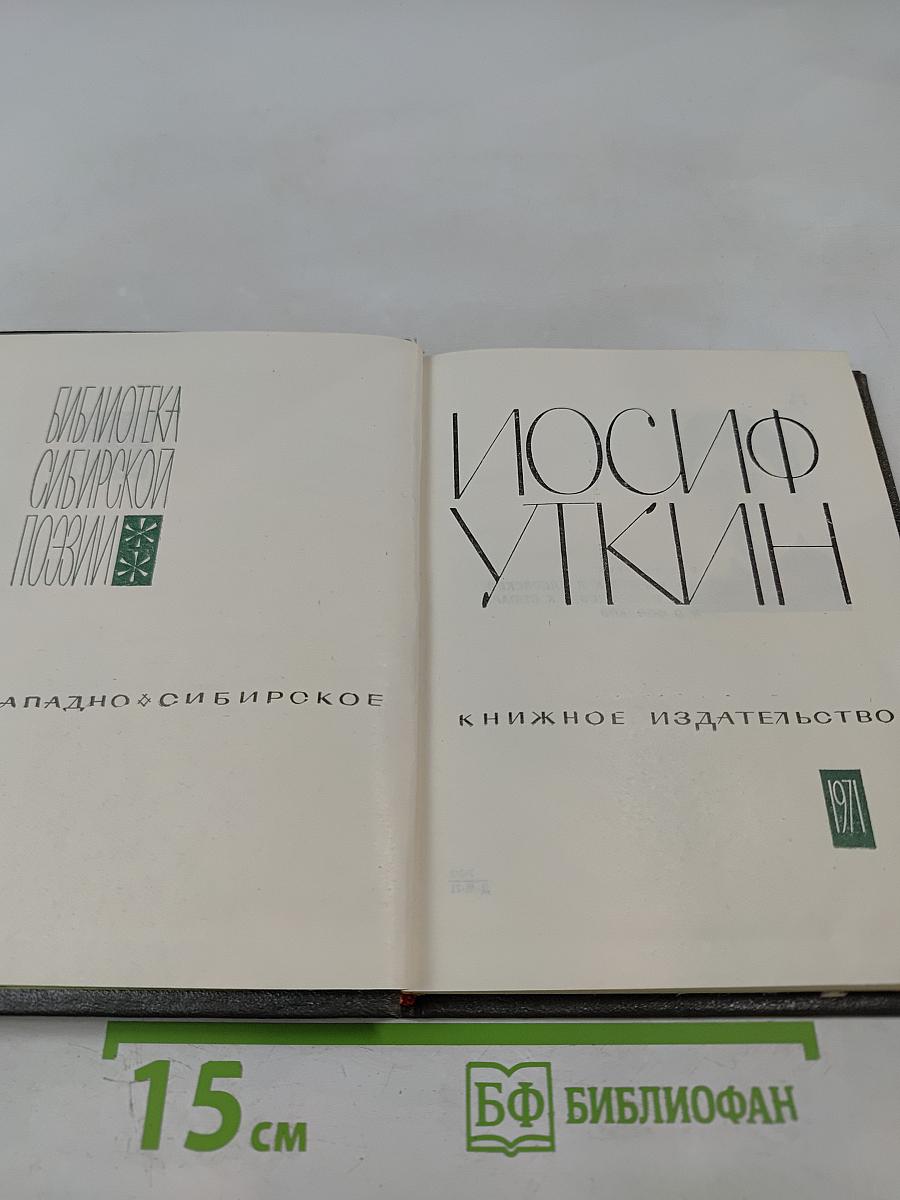 БИБЛИОТЕКА
СИБИРСКОЙ
ПОЭЗИИ
АПАДНО СИБИРСКОЕ
ИОСИФ
УТКИН
КНИЖНОЕ ИЗДАТЕЛЬСТВО
1971
15 см
БФ БИБЛИОФАН